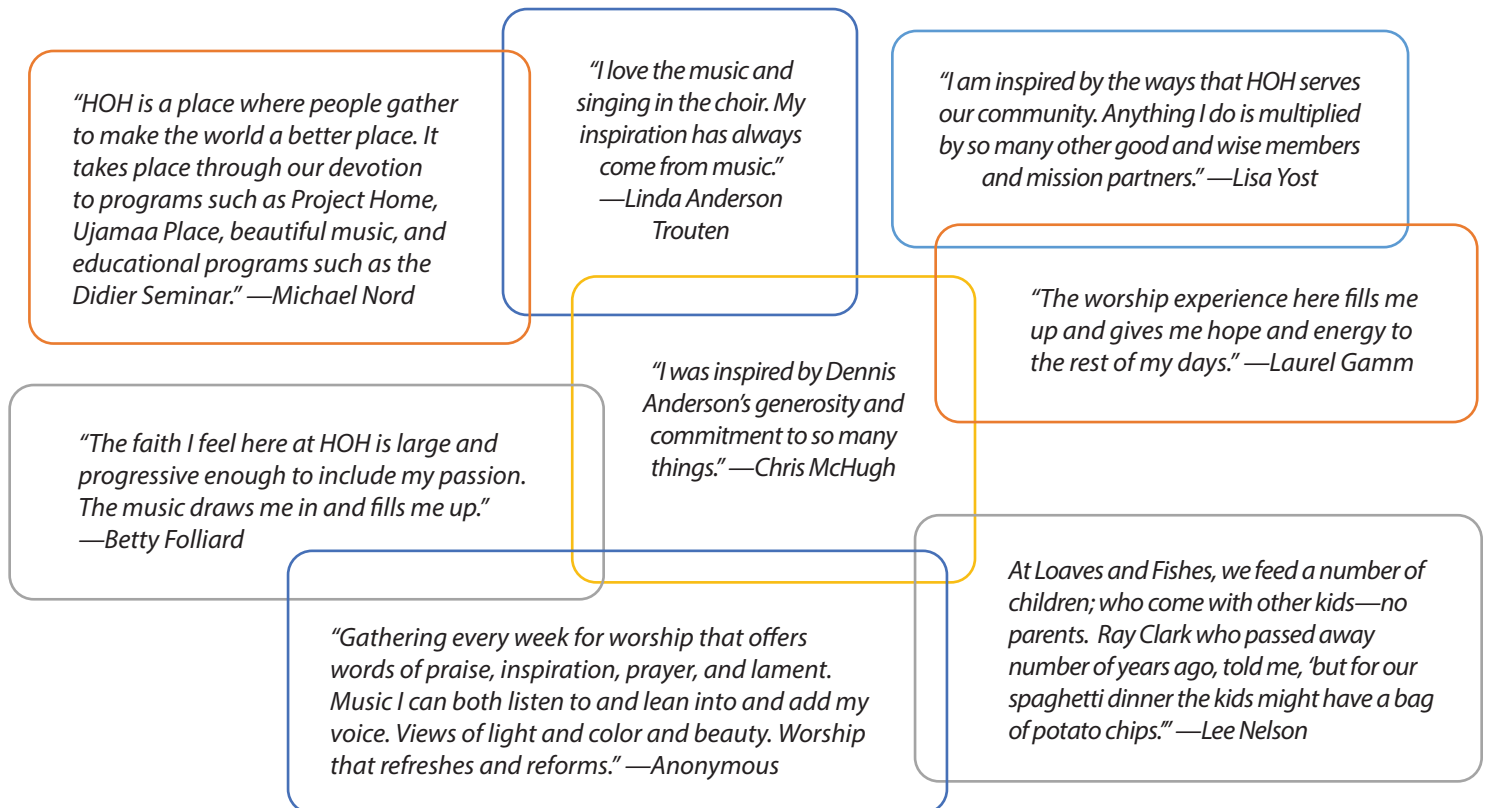 “HOH is a place where people gather
to make the world a better place. It
takes place through our devotion
to programs such as Project Home,
Ujamaa Place, beautiful music, and
educational programs such as the
Didier Seminar.” —Michael Nord
“I love the music and
singing in the choir. My
inspiration has always
come from music.”
—Linda Anderson
Trouten
“I am inspired by the ways that HOH serves
our community. Anything I do is multiplied
by so many other good and wise members
and mission partners.” —Lisa Yost
“The worship experience here fills me
up and gives me hope and energy to
the rest of my days.” —Laurel Gamm
“I was inspired by Dennis
Anderson’s generosity and
commitment to so many
things.” —Chris McHugh
“The faith I feel here at HOH is large and
progressive enough to include my passion.
The music draws me in and fills me up.”
—Betty Folliard
“Gathering every week for worship that offers
words of praise, inspiration, prayer, and lament.
Music I can both listen to and lean into and add my
voice. Views of light and color and beauty. Worship
that refreshes and reforms.” —Anonymous
At Loaves and Fishes, we feed a number of
children; who come with other kids—no
parents.  Ray Clark who passed away
number of years ago, told me, ‘but for our
spaghetti dinner the kids might have a bag
of potato chips.’” —Lee Nelson